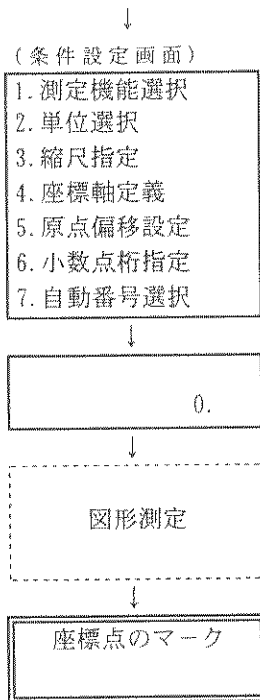 ↓
(条件設定画面)
1.測定機能選択
2.単位選択
3.縮尺指定
4.座標軸定義
5.原点偏移設定
6.小数点桁指定
7.自動番号選択
↓
0.
↓
図形測定
↓
座標点のマーク